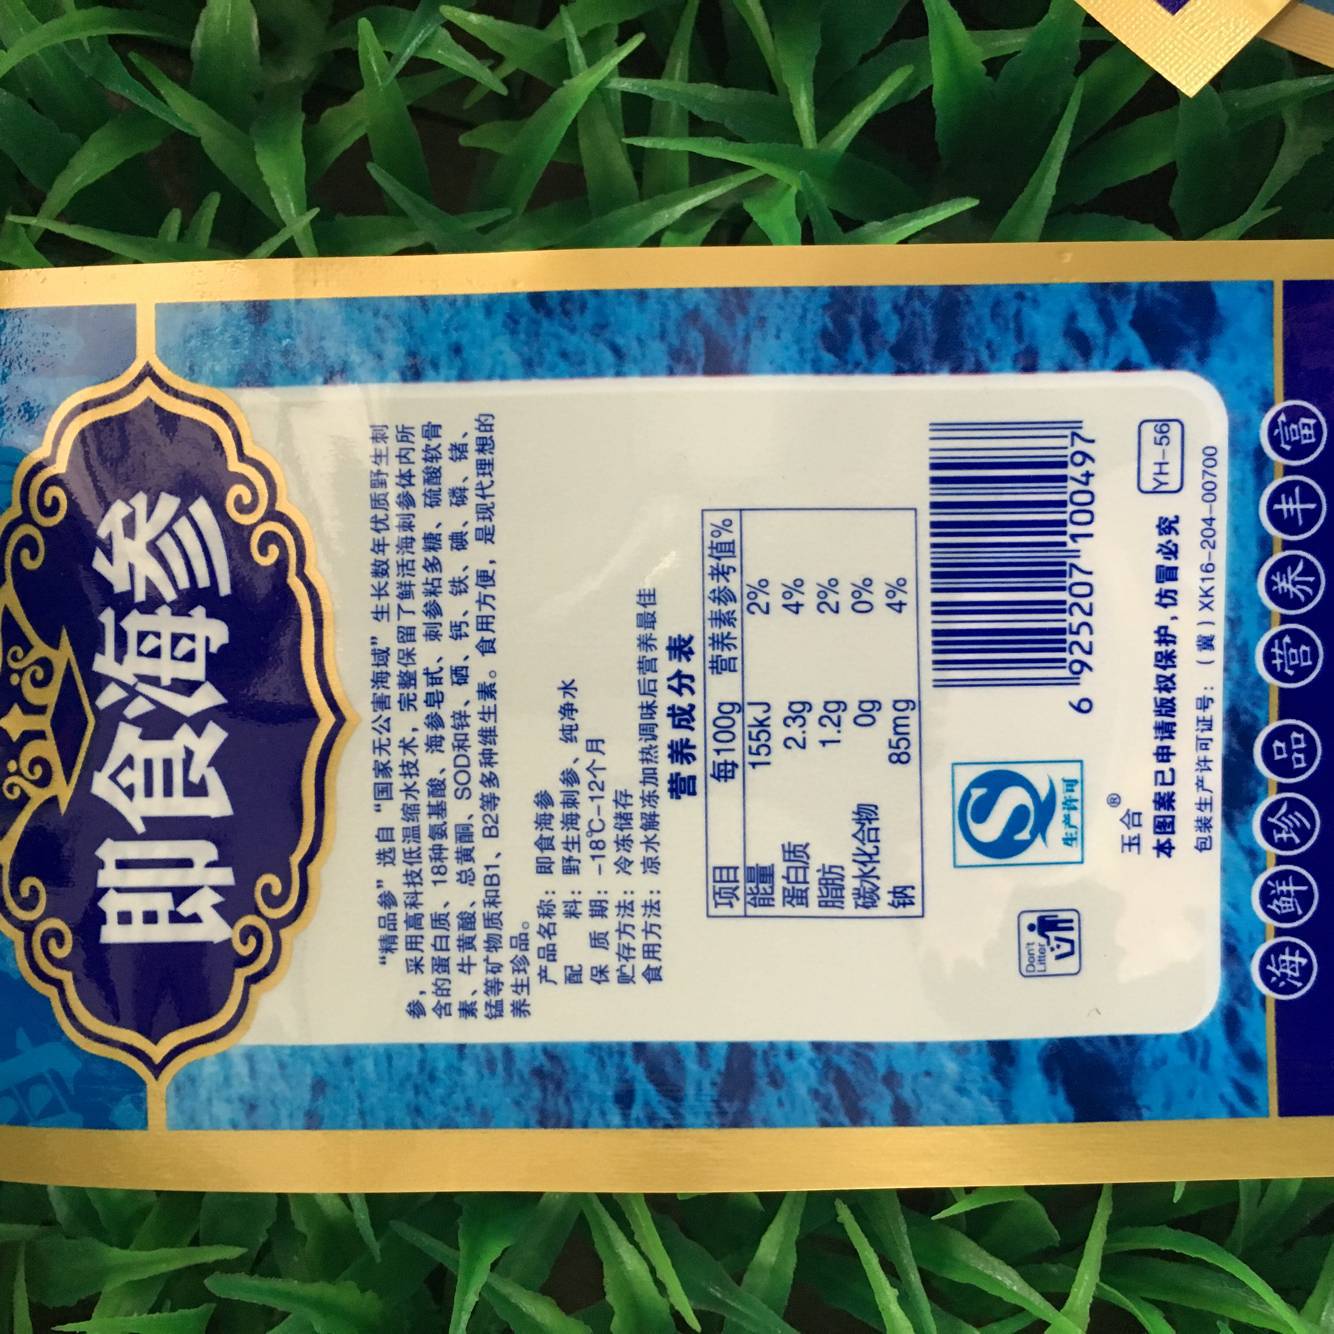 即食海参
“精品参”选自“国家无公害海域”生长数年优质野生刺
参，采用高科技低温缩水技术，完整保留了鲜活海刺参体内所
含的蛋白质、18种氨基酸、海参皂甙、刺参粘多糖、硫酸软骨
素、牛黄酸、总黄酮、SOD和锌、硒、钙、铁、碘、磷、锗、
锰等矿物质和B1、B2等多种维生素。食用方便，是现代理想的
养生珍品。
产品名称：即食海参
配 料：野生海刺参、纯净水
保 质 期：-18℃-12个月
贮存方法：冷冻储存
食用方法：凉水解冻加热调味后营养最佳
营养成分表
项目 每100g 营养素参考值%
能量 155kJ 2%
蛋白质 2.3g 4%
脂肪 1.2g 2%
碳水化合物 0g 0%
钠 85mg 4%
Don't
Litter
生产许可
6 925207 100497
玉合®
本图案已申请版权保护，仿冒必究
YH-56
包装生产许可证号：（冀）XK16-204-00700
海鲜珍品 营养丰富